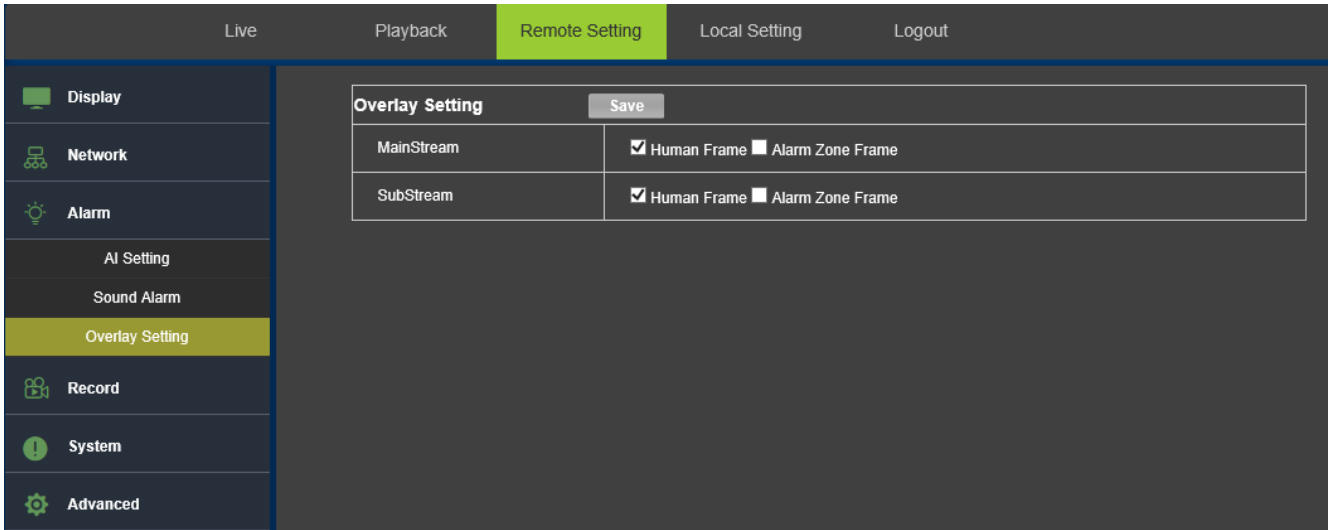 Live Playback Remote Setting Local Setting Logout
Display
Network
Alarm
AI Setting
Sound Alarm
Overlay Setting
Record
System
Advanced
Overlay Setting Save
MainStream Human Frame Alarm Zone Frame
SubStream Human Frame Alarm Zone Frame